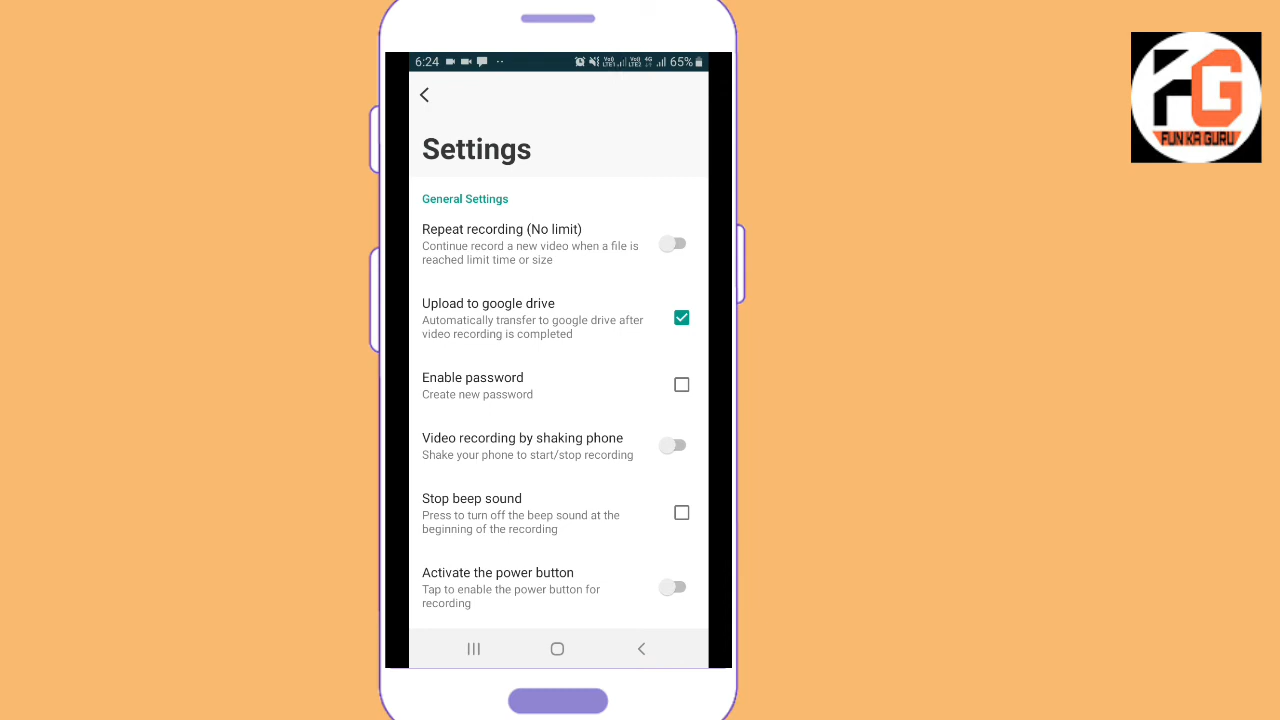 6:24
65%
Settings
General Settings
Repeat recording (No limit)
Continue record a new video when a file is
reached limit time or size
Upload to google drive
Automatically transfer to google drive after
video recording is completed
Enable password
Create new password
Video recording by shaking phone
Shake your phone to start/stop recording
Stop beep sound
Press to turn off the beep sound at the
beginning of the recording
Activate the power button
Tap to enable the power button for
recording
FG
FUN KA GURU